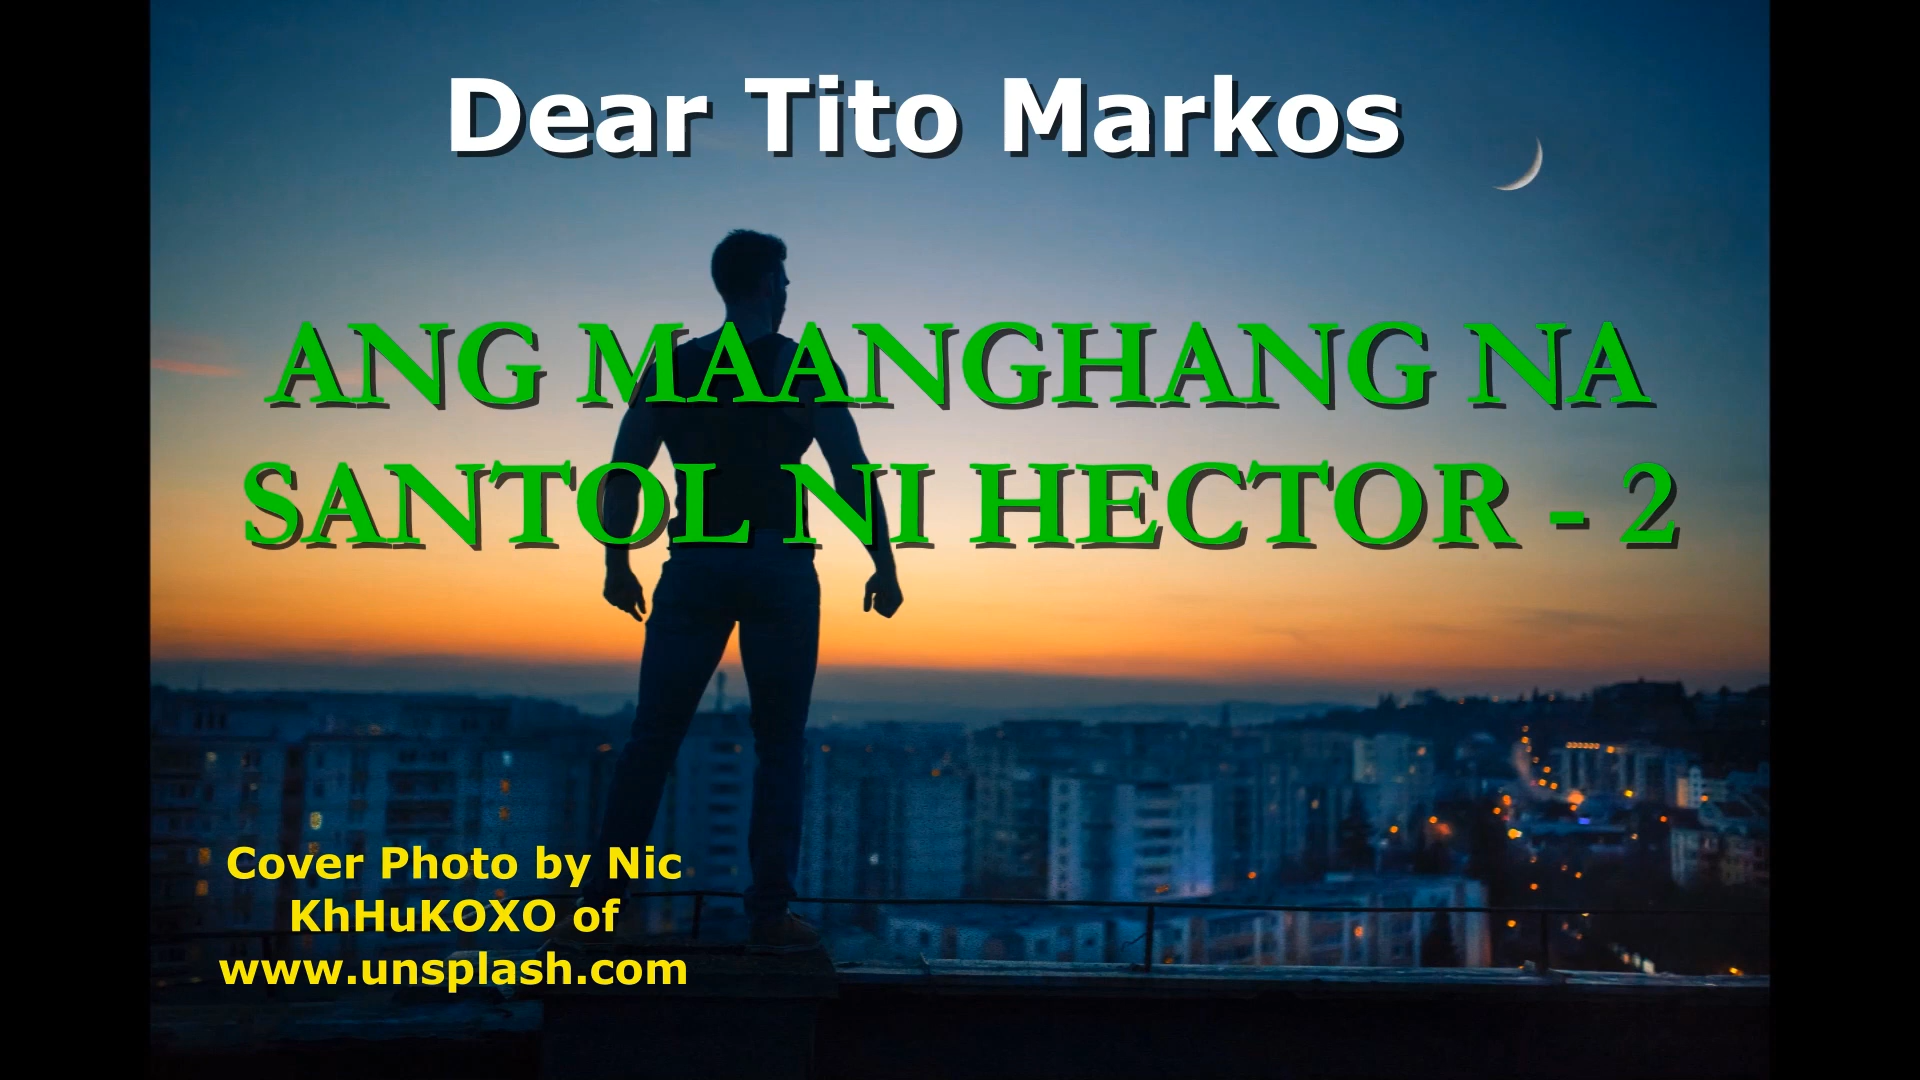 Dear Tito Markos
ANG MAANGHANG NA
SANTOL NI HECTOR - 2
Cover Photo by Nic
KhHuKOXO of
www.unsplash.com